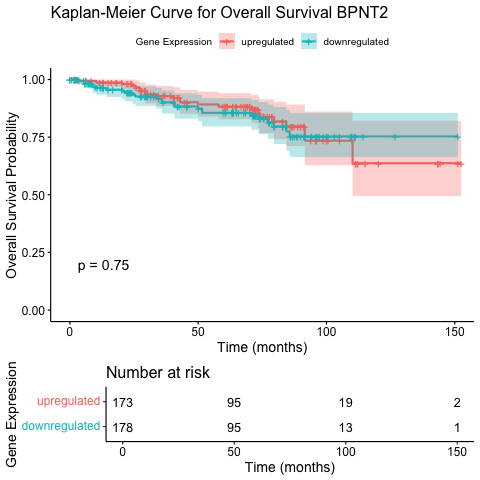 Kaplan-Meier Curve for Overall Survival BPNT2
Gene Expression upregulated downregulated
Overall Survival Probability
1.00
0.75
0.50
0.25
0.00
p = 0.75
0 50 100 150
Time (months)
Number at risk
Gene Expression
upregulated 173 95 19 2
downregulated 178 95 13 1
0 50 100 150
Time (months)